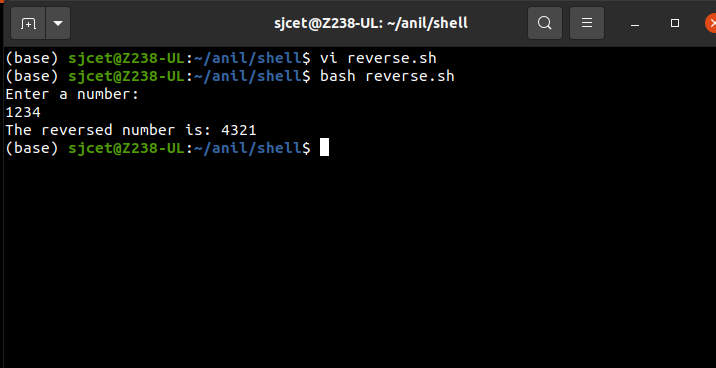 sjcet@Z238-UL: ~/anil/shell
(base) sjcet@Z238-UL:~/anil/shell$ vi reverse.sh
(base) sjcet@Z238-UL:~/anil/shell$ bash reverse.sh
Enter a number:
1234
The reversed number is: 4321
(base) sjcet@Z238-UL:~/anil/shell$